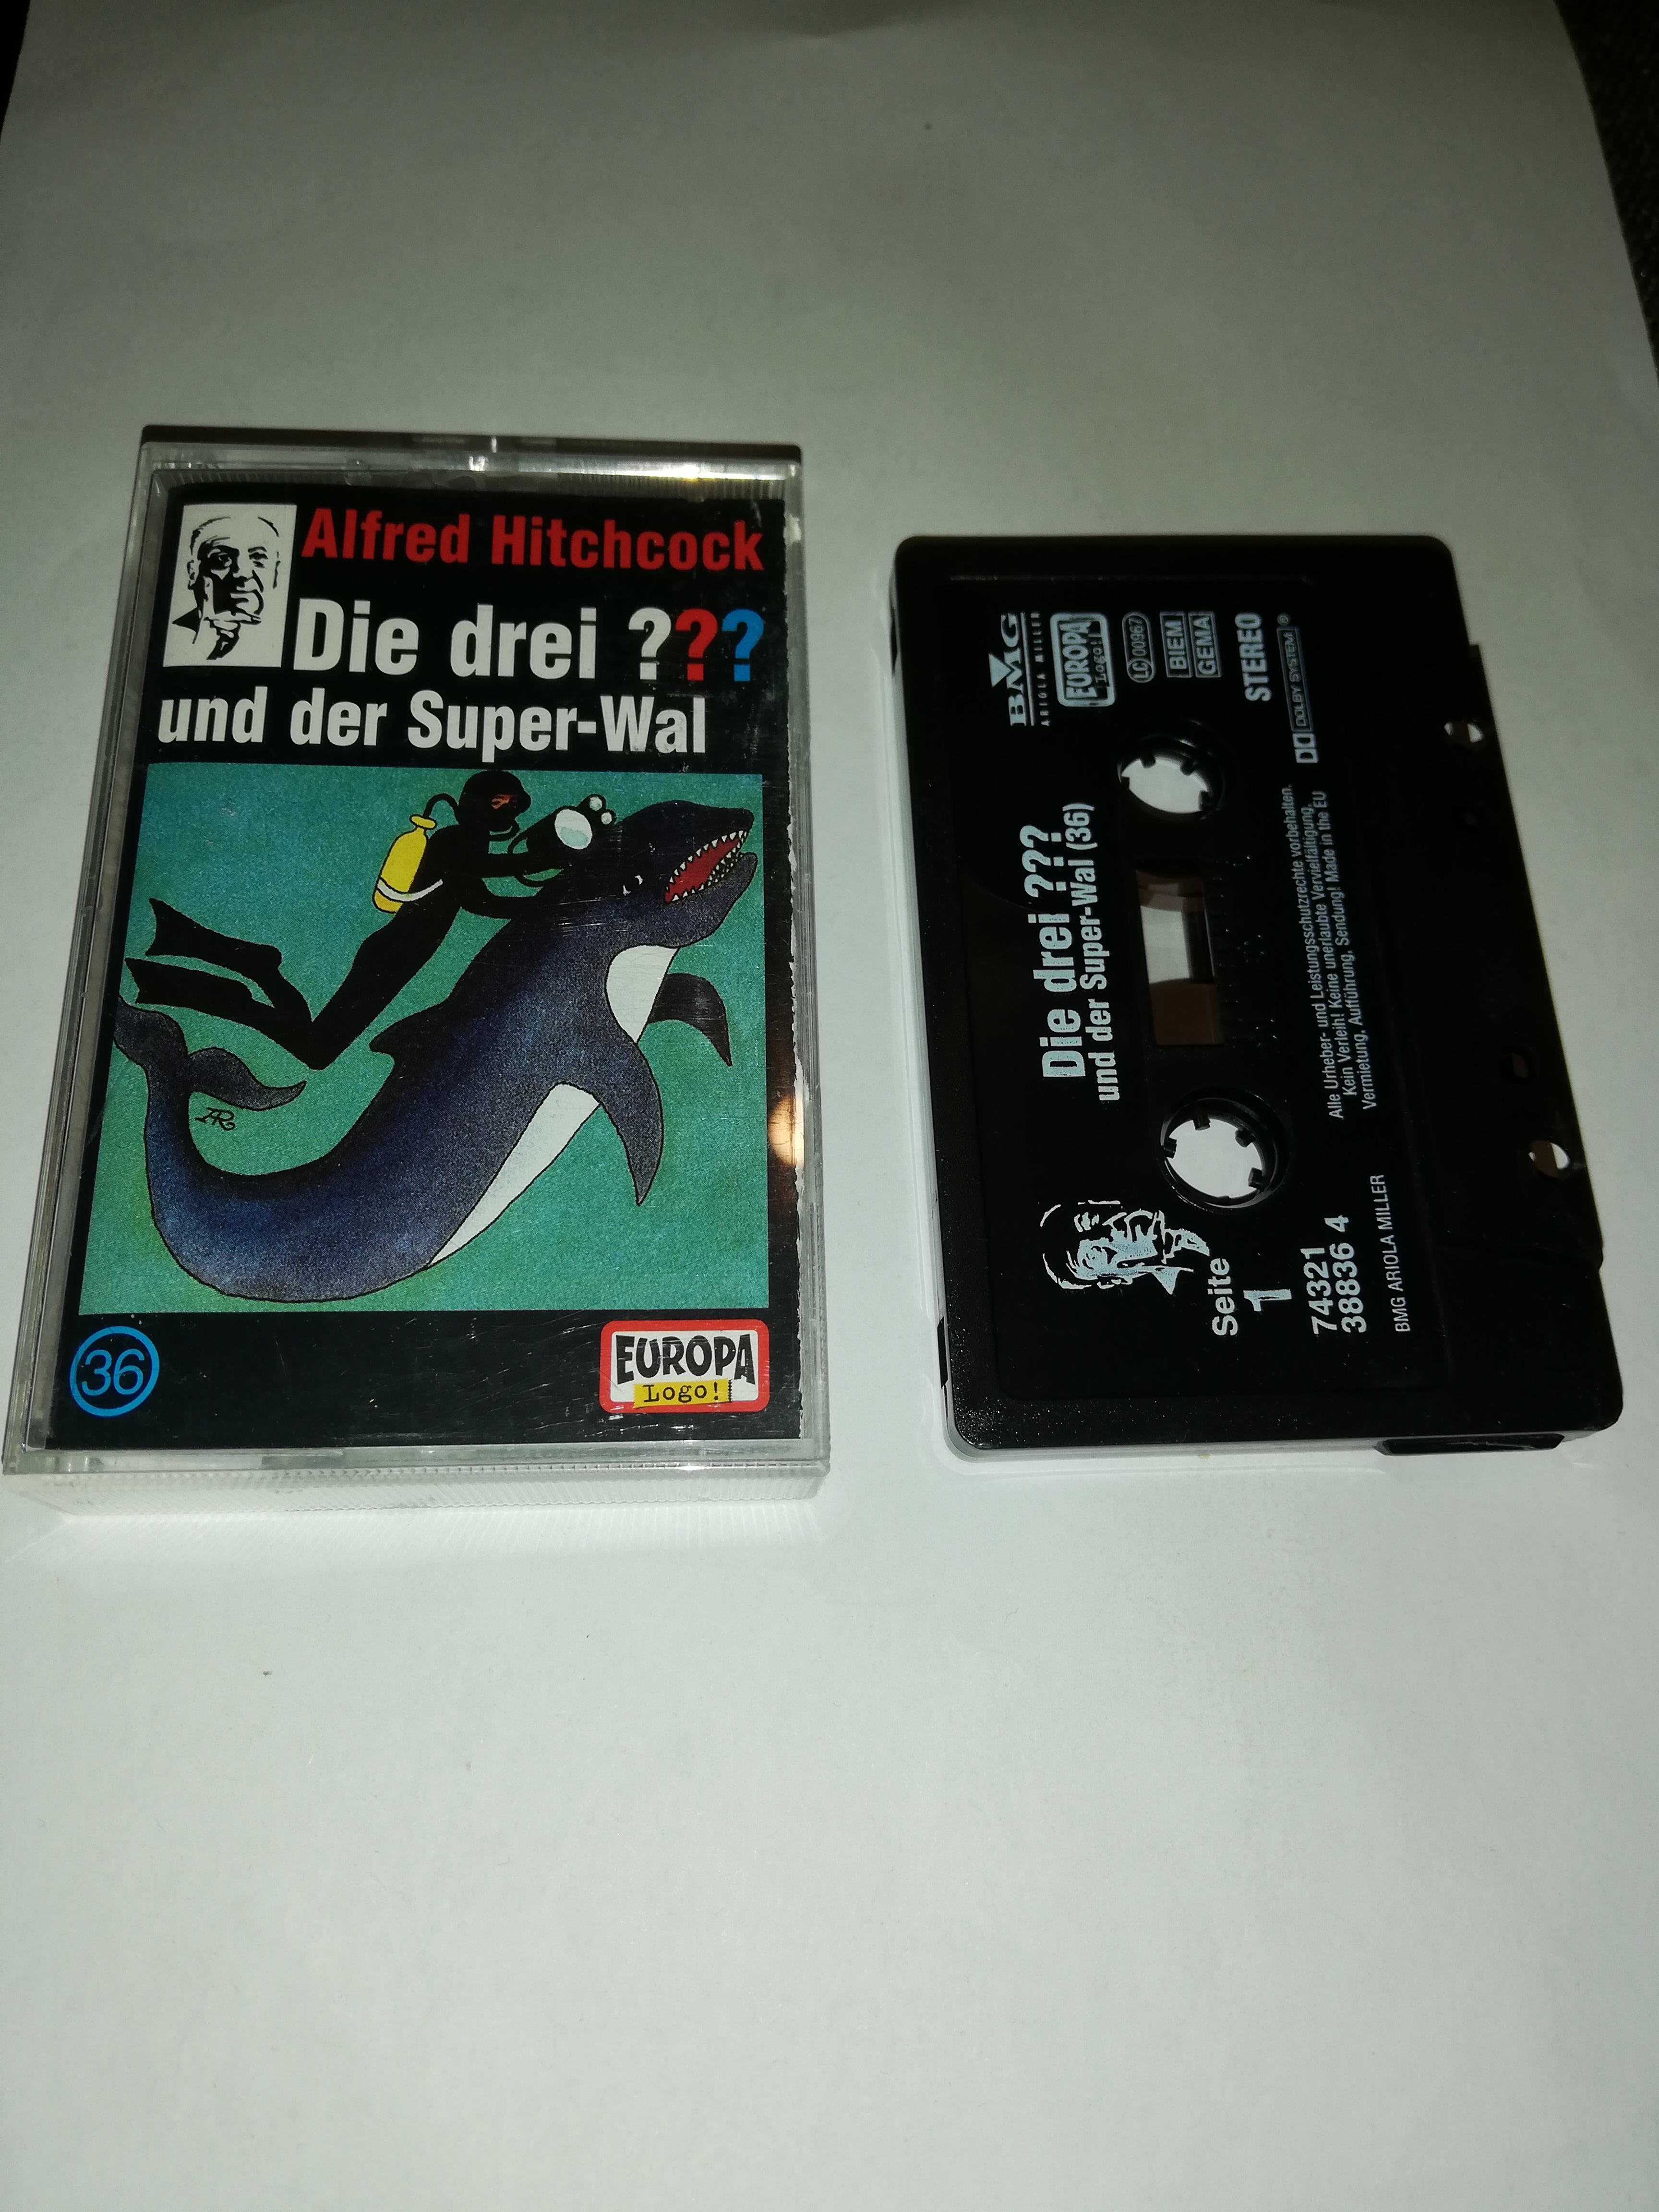 Alfred Hitchcock
Die drei ???
und der Super-Wal
36
EUROPA
Logo!
BMG
ARIOLA MILLER
EUROPA
Logo!
LC 00967
BIEM
GEMA
STEREO
DOLBY SYSTEM®
Die drei ???
und der Super-Wal (36)
Seite
1
74321
38836 4
BMG ARIOLA MILLER
Alle Urheber- und Leistungsschutzrechte vorbehalten.
Kein Verleih! Keine unerlaubte Vervielfältigung,
Vermietung, Aufführung, Sendung! Made in the EU